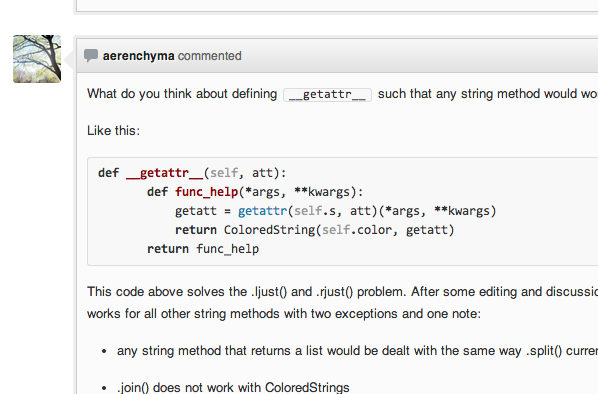 aerenchyma commented
What do you think about defining __getattr__ such that any string method would
Like this:
def __getattr__(self, att):
def func_help(*args, **kwargs):
getatt = getattr(self.s, att)(*args, **kwargs)
return ColoredString(self.color, getatt)
return func_help
This code above solves the .ljust() and .rjust() problem. After some editing and
works for all other string methods with two exceptions and one note:
• any string method that returns a list would be dealt with the same way .split()
• .join() does not work with ColoredStrings